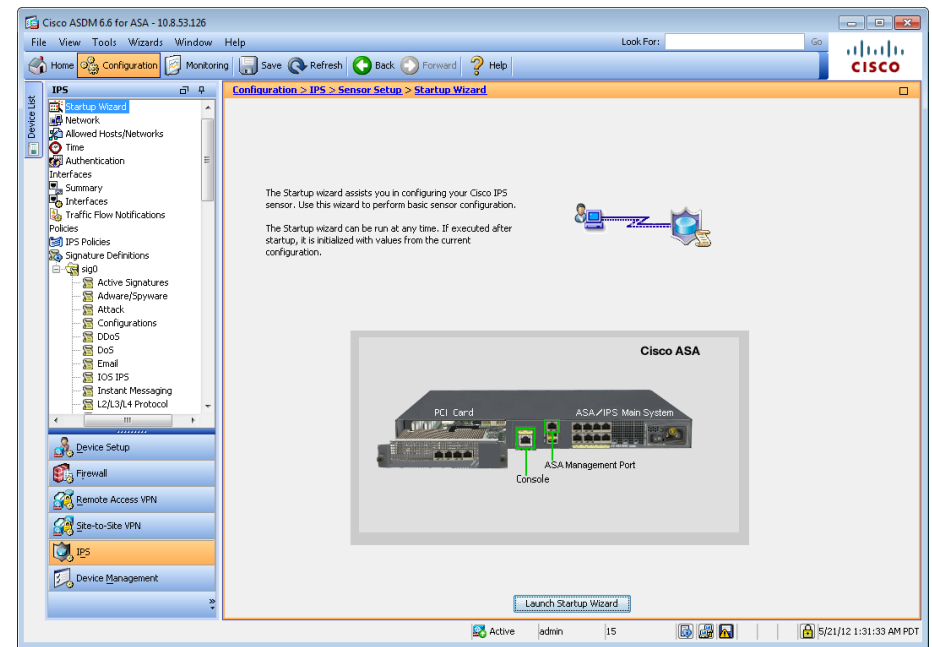 Cisco ASDM 6.6 for ASA - 10.8.53.126
File View Tools Wizards Window Help
Look For:
Go
Home Configuration Monitoring Save Refresh Back Forward Help
CISCO
Device List
IPS
Startup Wizard
Network
Allowed Hosts/Networks
Time
Authentication
Interfaces
Summary
Interfaces
Traffic Flow Notifications
Policies
IPS Policies
Signature Definitions
sig0
Active Signatures
Adware/Spyware
Attack
Configurations
DDoS
DoS
Email
IOS IPS
Instant Messaging
L2/L3/L4 Protocol
Device Setup
Firewall
Remote Access VPN
Site-to-Site VPN
IPS
Device Management
Configuration > IPS > Sensor Setup > Startup Wizard
The Startup wizard assists you in configuring your Cisco IPS
sensor. Use this wizard to perform basic sensor configuration.
The Startup wizard can be run at any time. If executed after
startup, it is initialized with values from the current
configuration.
Cisco ASA
PCI Card
ASA/IPS Main System
ASA Management Port
Console
Launch Startup Wizard
Active admin 15 5/21/12 1:31:33 AM PDT